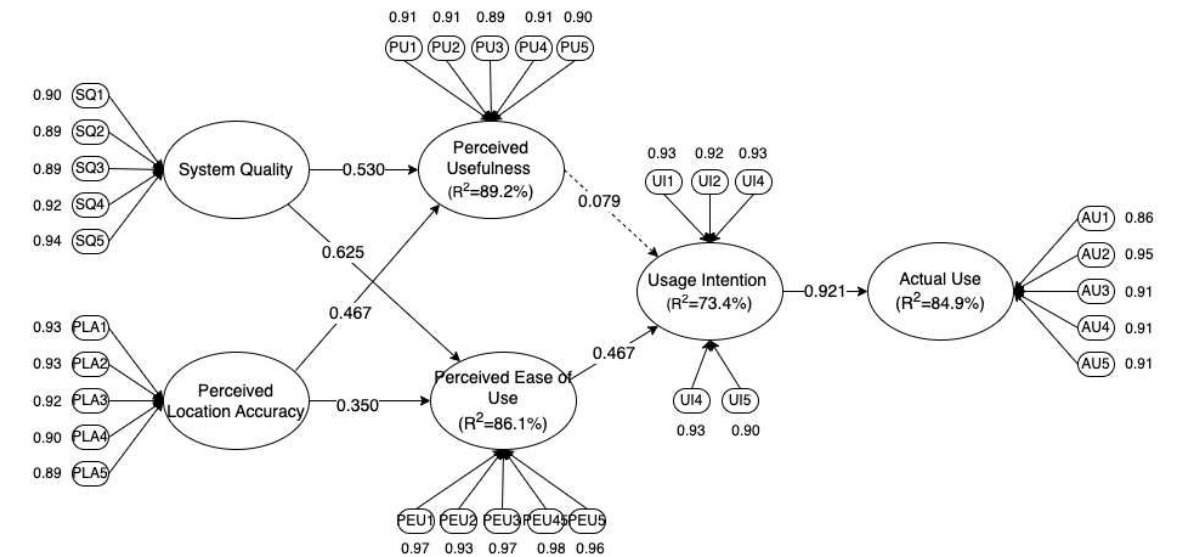 0.91 0.91 0.89 0.91 0.90
PU1 PU2 PU3 PU4 PU5
0.90 SQ1
0.89 SQ2
0.89 SQ3
0.92 SQ4
0.94 SQ5
System Quality
0.530
Perceived
Usefulness
(R²=89.2%)
0.079
0.625
0.467
0.93 0.92 0.93
UI1 UI2 UI4
Usage Intention
(R²=73.4%)
0.921
Actual Use
(R²=84.9%)
AU1 0.86
AU2 0.95
AU3 0.91
AU4 0.91
AU5 0.91
0.93 PLA1
0.93 PLA2
0.92 PLA3
0.90 PLA4
0.89 PLA5
Perceived
Location Accuracy
0.350
Perceived Ease of
Use
(R²=86.1%)
0.467
UI4 UI5
0.93 0.90
PEU1 PEU2 PEU3 PEU45 PEU5
0.97 0.93 0.97 0.98 0.96